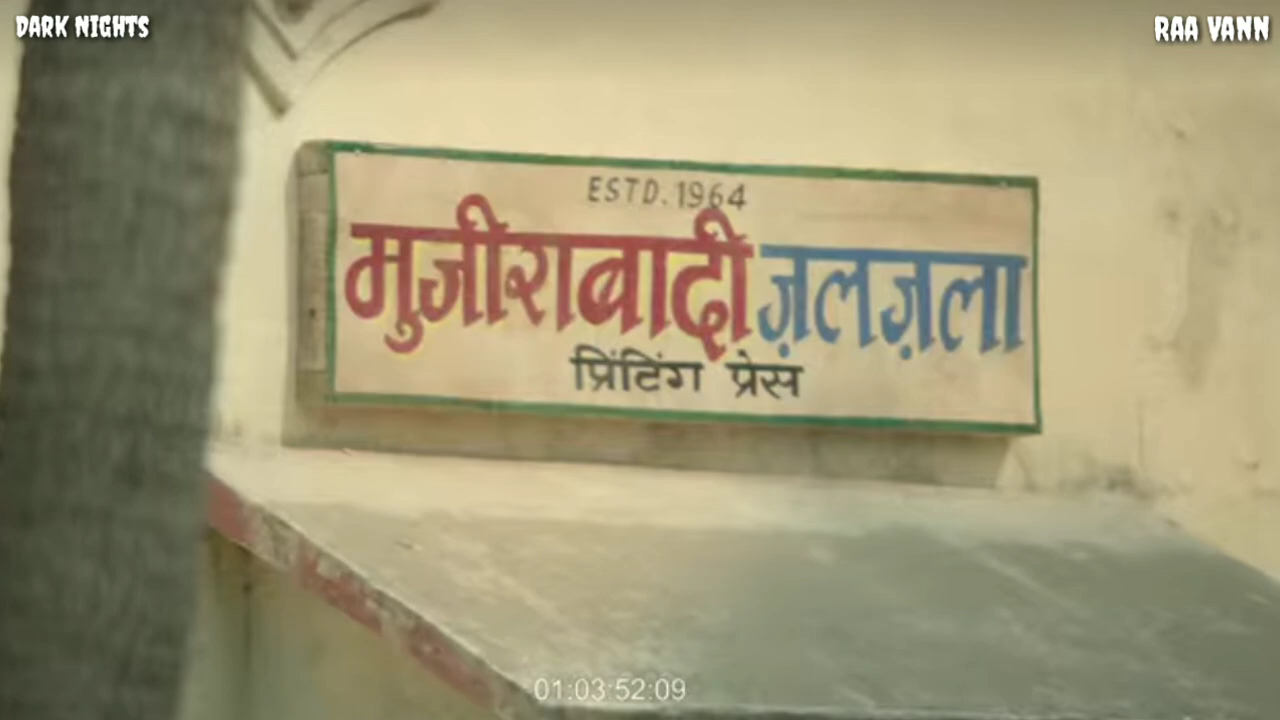 DARK NIGHTS
RAA VANN
ESTD. 1964
मुजीराबादी ज़लज़ला
प्रिंटिंग प्रेस
01:03:52:09